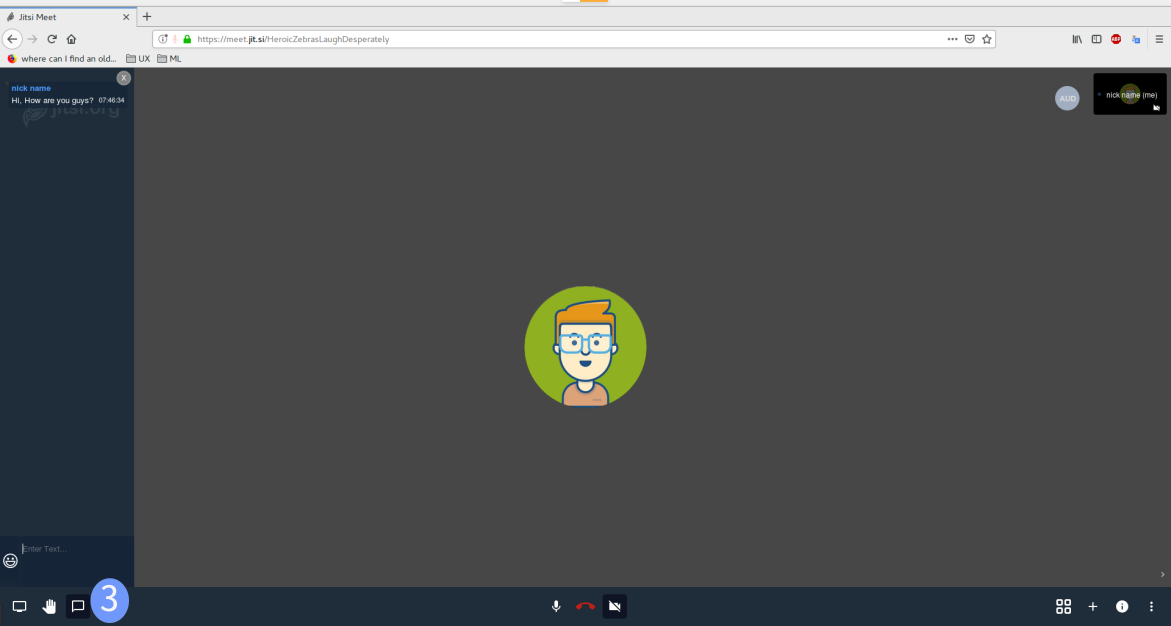 Jitsi Meet
https://meet.jit.si/HeroicZebrasLaughDesperately
ABP
where can I find an old...
UX
ML
X
nick name
Hi, How are you guys? 07:46:34
jitsi.org
AUD
nick name (me)
Enter Text...
3